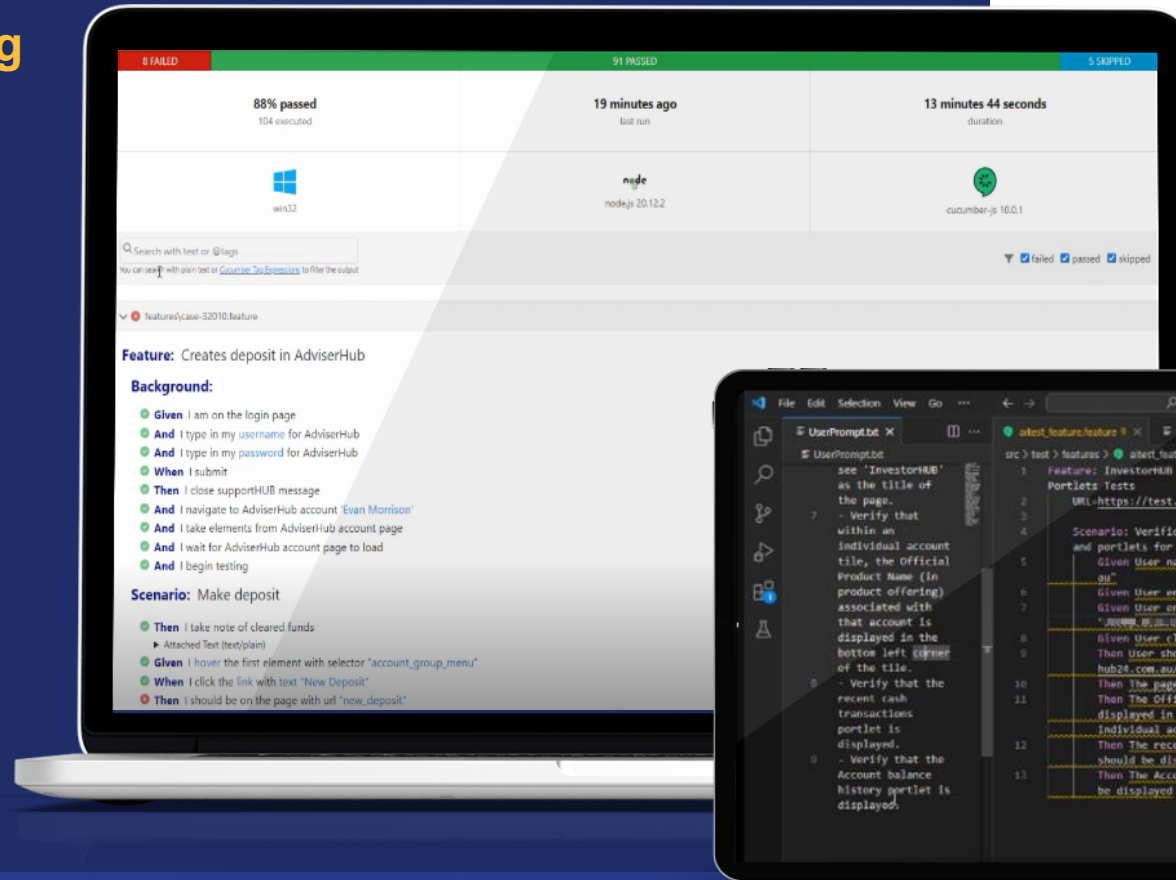 g
8 FAILED
91 PASSED
5 SKIPPED
88% passed
104 executed
19 minutes ago
last run
13 minutes 44 seconds
duration
win32
node
node.js 20.12.2
cucumber-js 10.0.1
Search with text or @tags
You can search with plain text or Cucumber Tag Expressions to filter the output
failed passed skipped
features\case-32010.feature
Feature: Creates deposit in AdviserHub
Background:
Given I am on the login page
And I type in my username for AdviserHub
And I type in my password for AdviserHub
When I submit
Then I close supportHUB message
And I navigate to AdviserHub account 'Evan Morrison'
And I take elements from AdviserHub account page
And I wait for AdviserHub account page to load
And I begin testing
Scenario: Make deposit
Then I take note of cleared funds
Attached Text (text/plain)
Given I hover the first element with selector "account_group_menu"
When I click the link with text "New Deposit"
Then I should be on the page with url "new_deposit"
File Edit Selection View Go ...
UserPrompt.txt
UserPrompt.txt
see 'InvestorHUB'
as the title of
the page.
7 - Verify that
within an
individual account
tile, the Official
Product Name (in
product offering)
associated with
that account is
displayed in the
bottom left corner
of the tile.
8 - Verify that the
recent cash
transactions
portlet is
displayed.
9 - Verify that the
Account balance
history portlet is
displayed.
aitest_feature.feature 9
src > test > features > aitest_feat
1 Feature: InvestorHUB
Portlets Tests
2 URL=https://test.
3
4 Scenario: Verific
and portlets for
5 Given User na
au"
6 Given User en
7 Given User en
8 Given User cl
9 Then User sho
hub24.com.au/
10 Then The page
11 Then The Offi
displayed in
individual ac
12 Then The rece
should be dis
13 Then The Acco
be displayed